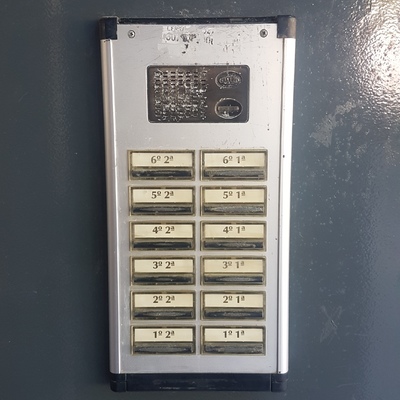 6º 2ª 6º 1ª
5º 2ª 5º 1ª
4º 2ª 4º 1ª
3º 2ª 3º 1ª
2º 2ª 2º 1ª
1º 2ª 1º 1ª